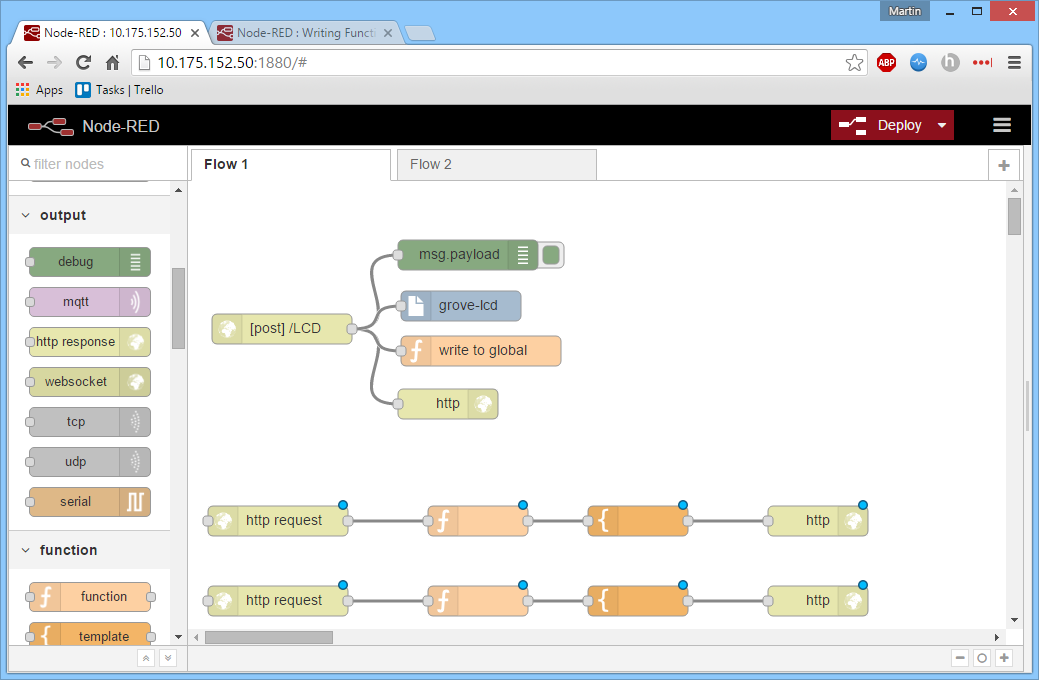 Martin
Node-RED : 10.175.152.50
Node-RED : Writing Functi
10.175.152.50:1880/#
ABP
h
Apps
Tasks | Trello
Node-RED
Deploy
filter nodes
Flow 1
Flow 2
output
debug
mqtt
http response
websocket
tcp
udp
serial
function
function
template
msg.payload
grove-lcd
[post] /LCD
write to global
http
http request
http
http request
http